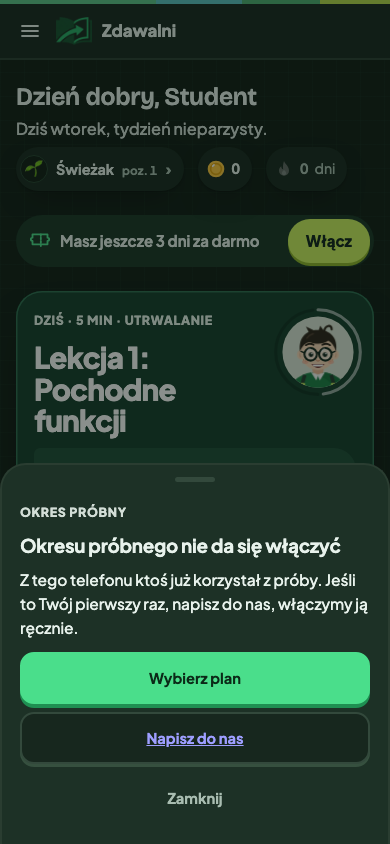 Zdawalni
Dzień dobry, Student
Dziś wtorek, tydzień nieparzysty.
Świeżak poz. 1 ›
0
0 dni
Masz jeszcze 3 dni za darmo
Włącz
DZIŚ · 5 MIN · UTRWALANIE
Lekcja 1:
Pochodne
funkcji
OKRES PRÓBNY
Okresu próbnego nie da się włączyć
Z tego telefonu ktoś już korzystał z próby. Jeśli
to Twój pierwszy raz, napisz do nas, włączymy ją
ręcznie.
Wybierz plan
Napisz do nas
Zamknij